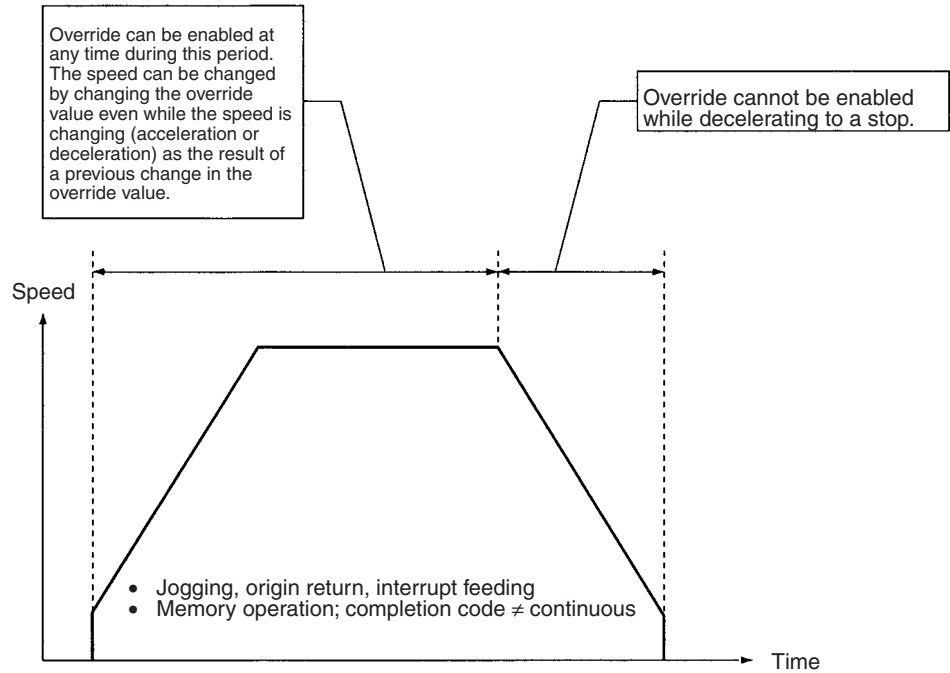 Override can be enabled at
any time during this period.
The speed can be changed
by changing the override
value even while the speed is
changing (acceleration or
deceleration) as the result of
a previous change in the
override value.
Override cannot be enabled
while decelerating to a stop.
Speed
• Jogging, origin return, interrupt feeding
• Memory operation; completion code ≠ continuous
Time